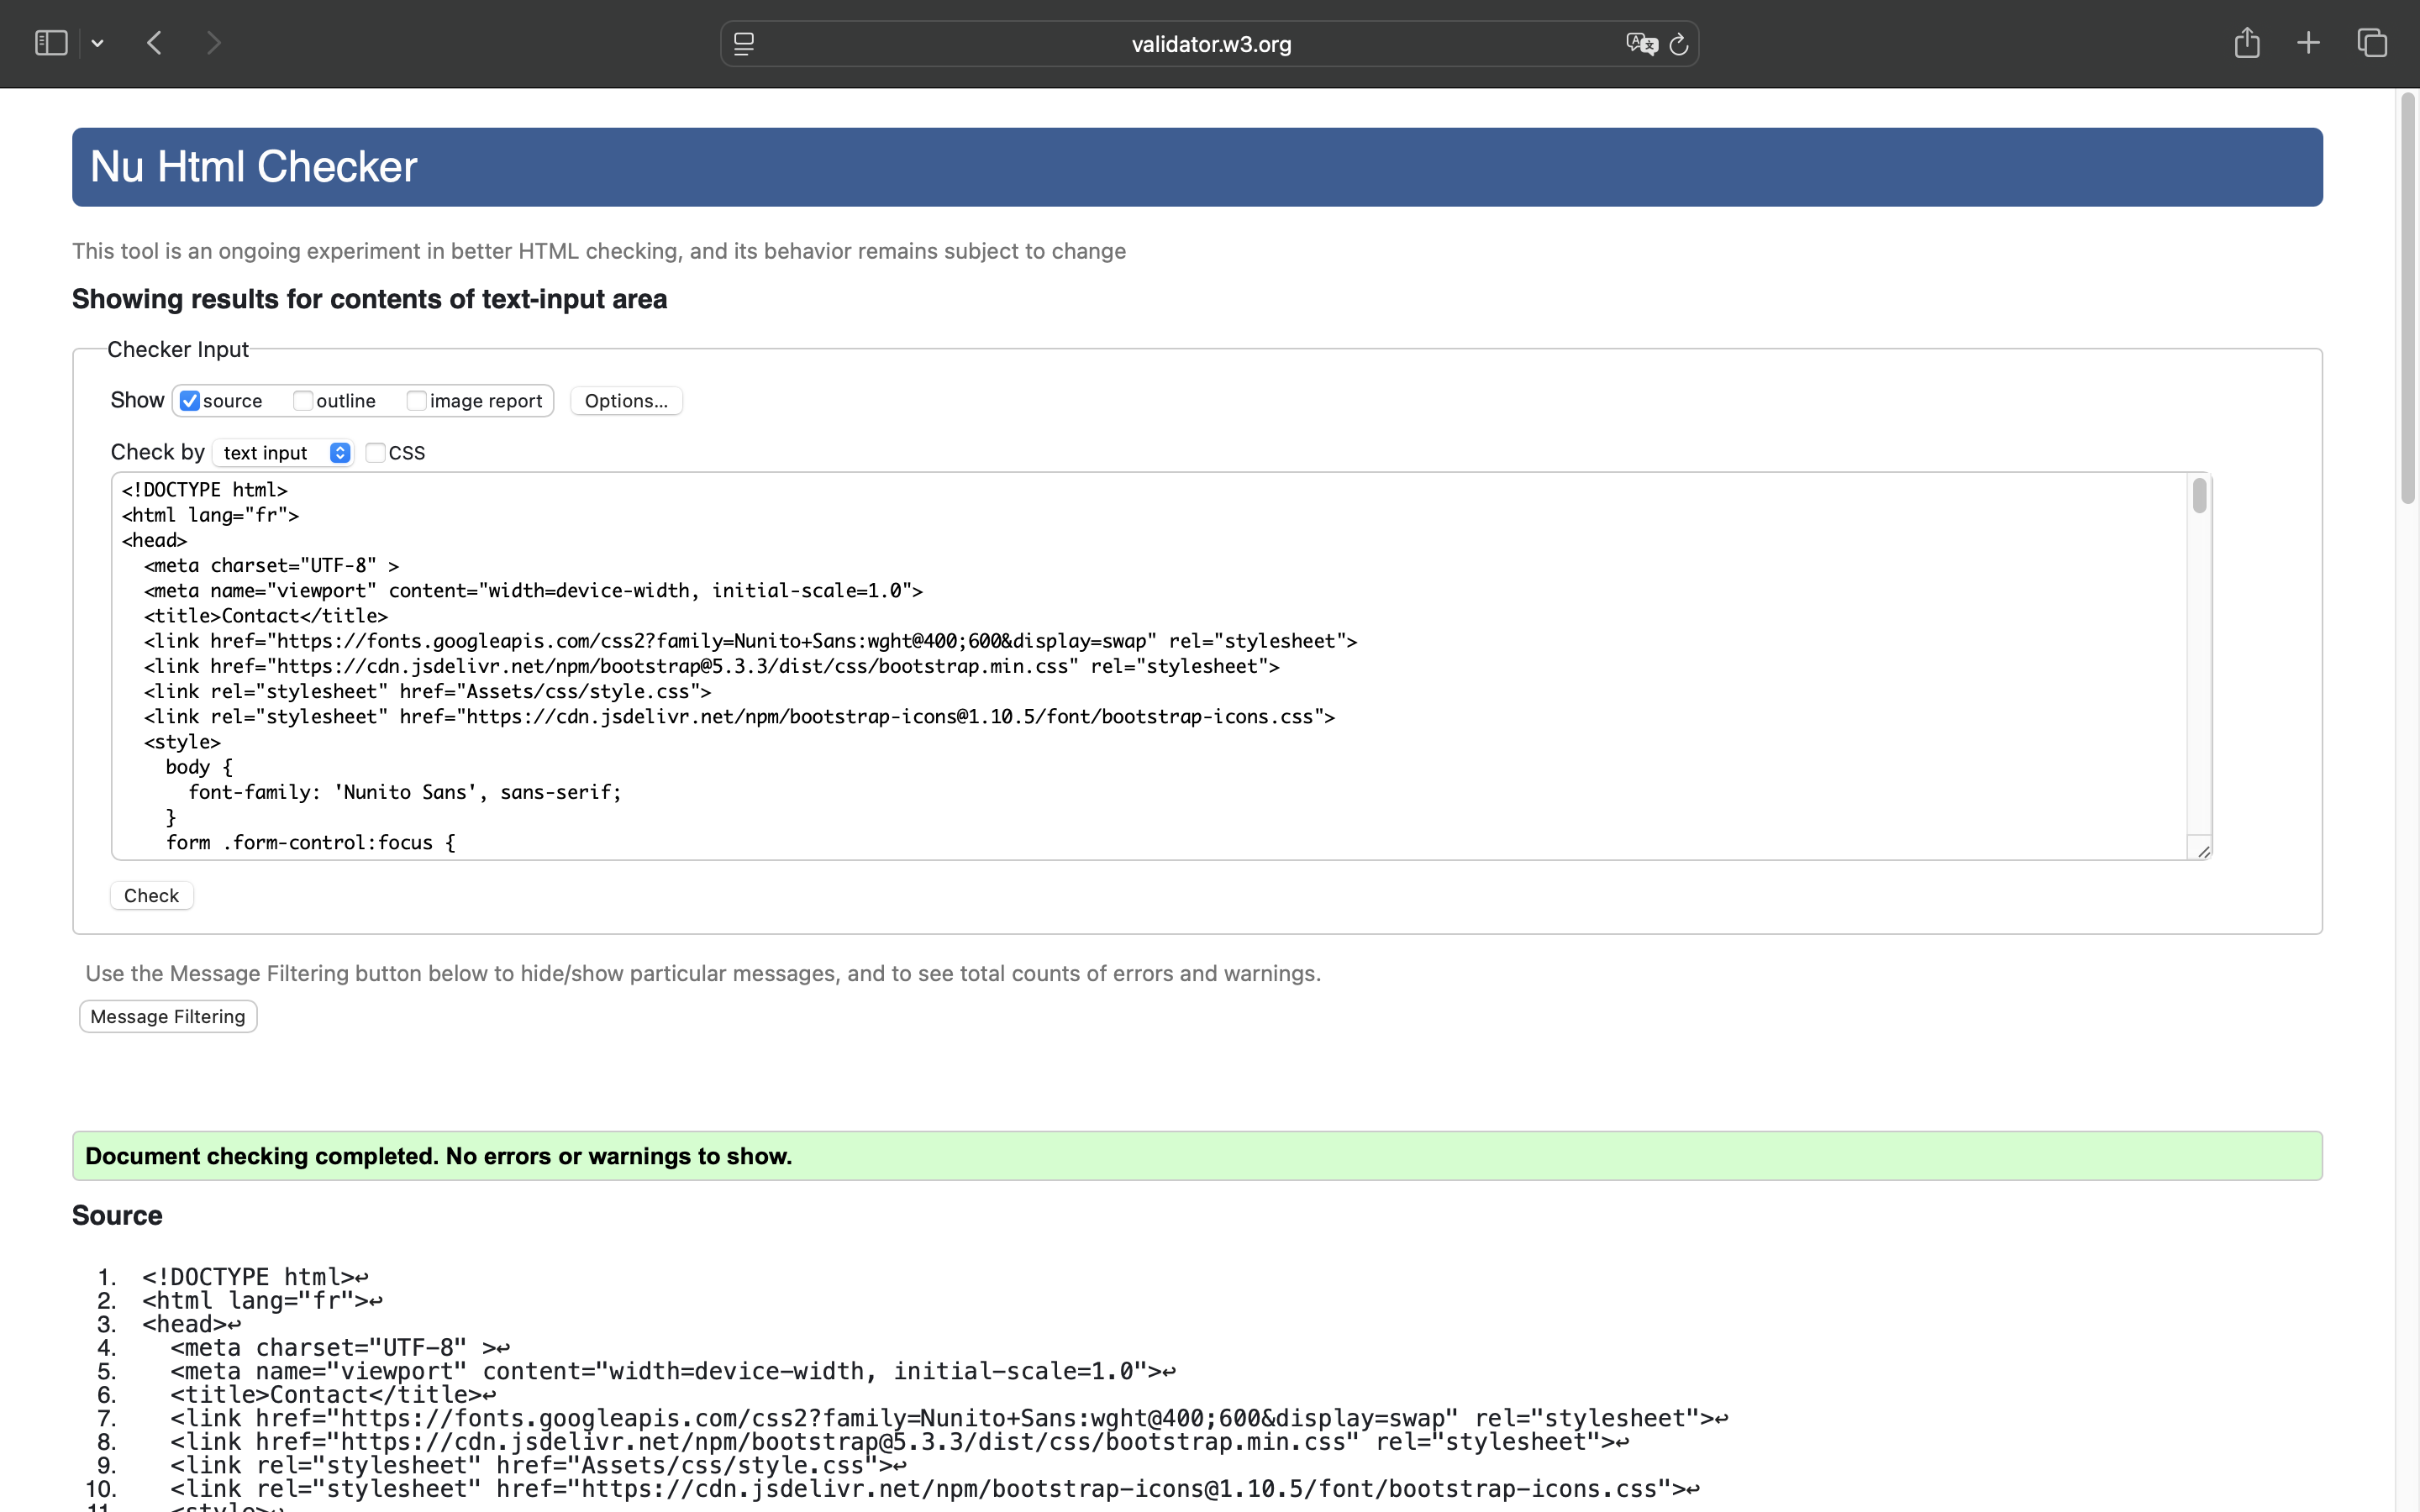 validator.w3.org
Nu Html Checker
This tool is an ongoing experiment in better HTML checking, and its behavior remains subject to change
Showing results for contents of text-input area
Checker Input
Show source outline image report Options...
Check by text input CSS
<!DOCTYPE html>
<html lang="fr">
<head>
  <meta charset="UTF-8" >
  <meta name="viewport" content="width=device-width, initial-scale=1.0">
  <title>Contact</title>
  <link href="https://fonts.googleapis.com/css2?family=Nunito+Sans:wght@400;600&display=swap" rel="stylesheet">
  <link href="https://cdn.jsdelivr.net/npm/bootstrap@5.3.3/dist/css/bootstrap.min.css" rel="stylesheet">
  <link rel="stylesheet" href="Assets/css/style.css">
  <link rel="stylesheet" href="https://cdn.jsdelivr.net/npm/bootstrap-icons@1.10.5/font/bootstrap-icons.css">
  <style>
    body {
      font-family: 'Nunito Sans', sans-serif;
    }
    form .form-control:focus {
Check
Use the Message Filtering button below to hide/show particular messages, and to see total counts of errors and warnings.
Message Filtering
Document checking completed. No errors or warnings to show.
Source
1. <!DOCTYPE html>↩
2. <html lang="fr">↩
3. <head>↩
4.   <meta charset="UTF-8" >↩
5.   <meta name="viewport" content="width=device-width, initial-scale=1.0">↩
6.   <title>Contact</title>↩
7.   <link href="https://fonts.googleapis.com/css2?family=Nunito+Sans:wght@400;600&display=swap" rel="stylesheet">↩
8.   <link href="https://cdn.jsdelivr.net/npm/bootstrap@5.3.3/dist/css/bootstrap.min.css" rel="stylesheet">↩
9.   <link rel="stylesheet" href="Assets/css/style.css">↩
10.   <link rel="stylesheet" href="https://cdn.jsdelivr.net/npm/bootstrap-icons@1.10.5/font/bootstrap-icons.css">↩
11.   <style>↩